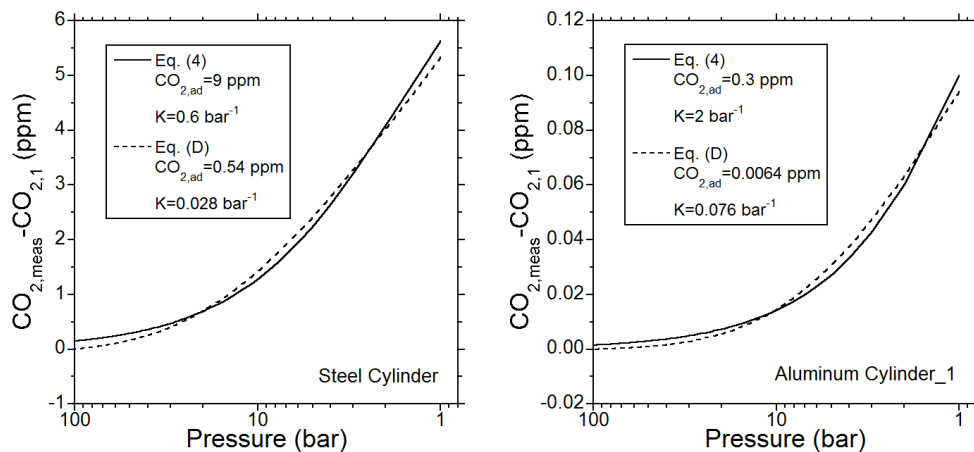 CO2,meas-CO2,1 (ppm)
6
5
4
3
2
1
0
-1
Eq. (4)
CO2,ad=9 ppm
K=0.6 bar-1
Eq. (D)
CO2,ad=0.54 ppm
K=0.028 bar-1
Steel Cylinder
100
10
1
Pressure (bar)
CO2,meas-CO2,1 (ppm)
0.12
0.10
0.08
0.06
0.04
0.02
0.00
-0.02
Eq. (4)
CO2,ad=0.3 ppm
K=2 bar-1
Eq. (D)
CO2,ad=0.0064 ppm
K=0.076 bar-1
Aluminum Cylinder_1
100
10
1
Pressure (bar)